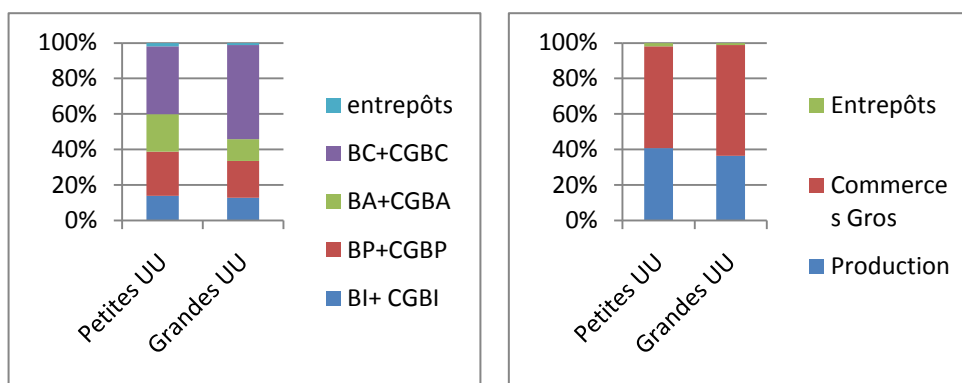 100%
80%
60%
40%
20%
0%
Petites UU
Grandes UU
entrepôts
BC+CGBC
BA+CGBA
BP+CGBP
BI+ CGBI
100%
80%
60%
40%
20%
0%
Petites UU
Grandes UU
Entrepôts
Commerce
s Gros
Production